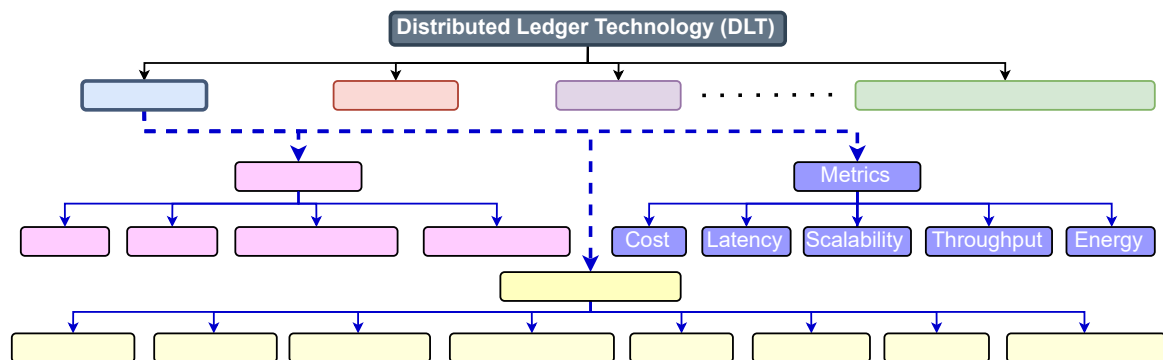 Distributed Ledger Technology (DLT)
Metrics
Cost
Latency
Scalability
Throughput
Energy